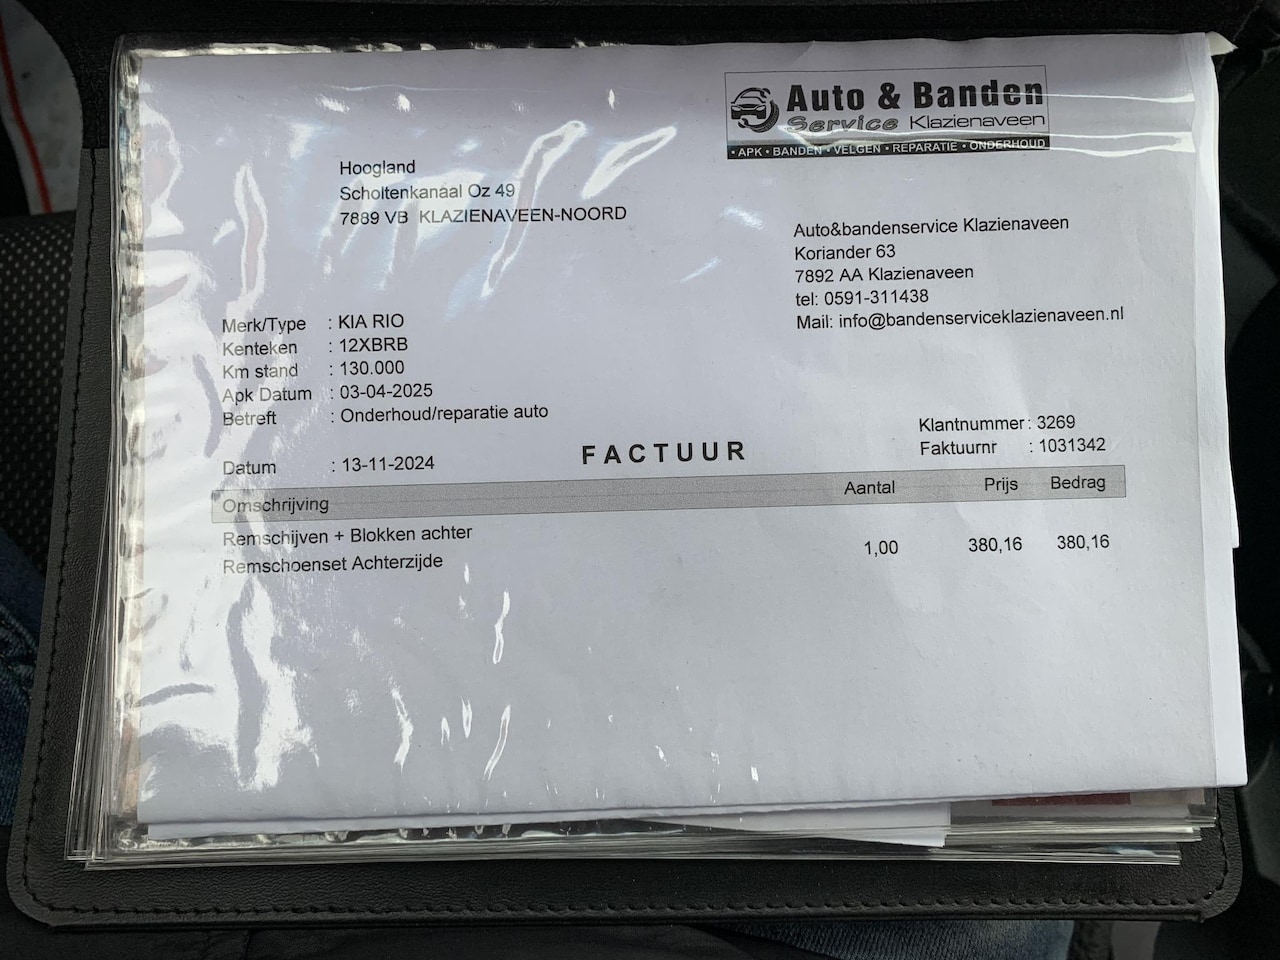 Auto & Banden
Service Klazienaveen
• APK • BANDEN • VELGEN • REPARATIE • ONDERHOUD
Hoogland
Scholtenkanaal Oz 49
7889 VB KLAZIENAVEEN-NOORD
Auto&bandenservice Klazienaveen
Koriander 63
7892 AA Klazienaveen
tel: 0591-311438
Mail: info@bandenserviceklazienaveen.nl
Merk/Type : KIA RIO
Kenteken : 12XBRB
Km stand : 130.000
Apk Datum : 03-04-2025
Betreft : Onderhoud/reparatie auto
Klantnummer : 3269
Faktuurnr : 1031342
Datum : 13-11-2024
FACTUUR
Omschrijving Aantal Prijs Bedrag
Remschijven + Blokken achter
Remschoenset Achterzijde 1,00 380,16 380,16